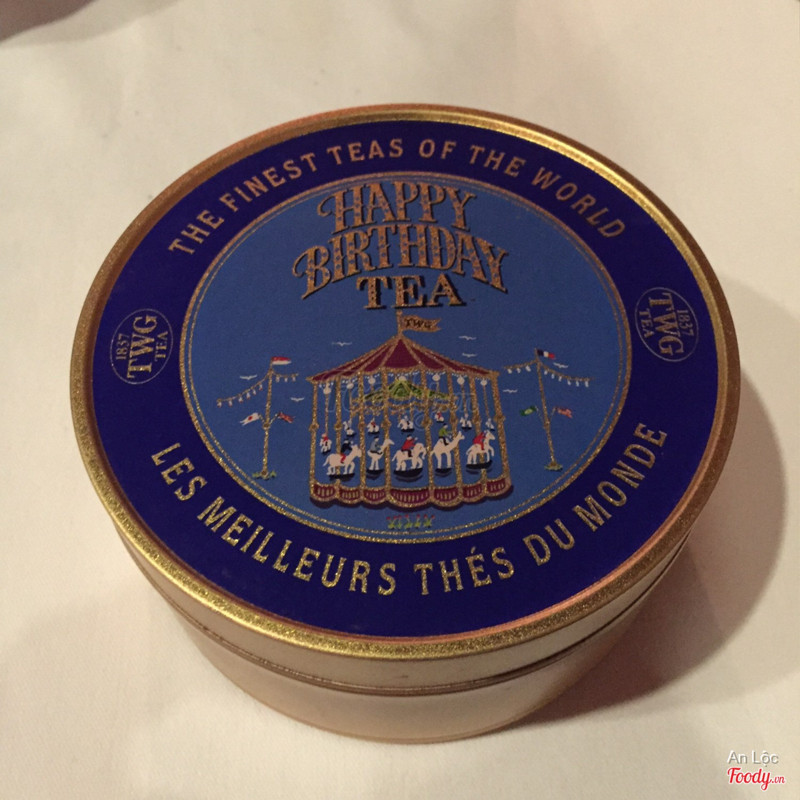 THE FINEST TEAS OF THE WORLD
HAPPY
BIRTHDAY
TEA
TWG
1837
TWG
TEA
1837
TWG
TEA
LES MEILLEURS THÉS DU MONDE
An Lộc
Foody.vn